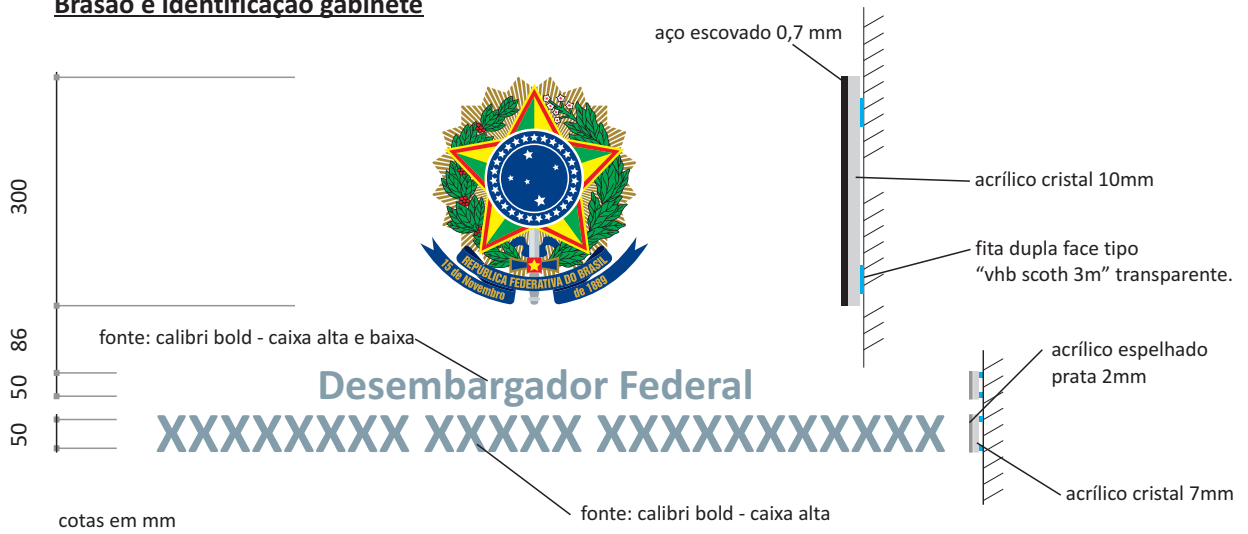 Brasão e identificação gabinete
aço escovado 0,7 mm
300
acrílico cristal 10mm
REPÚBLICA FEDERATIVA DO BRASIL
15 de Novembro
de 1889
fita dupla face tipo
“vhb scoth 3m” transparente.
86
fonte: calibri bold - caixa alta e baixa
acrílico espelhado
prata 2mm
50
Desembargador Federal
50
XXXXXXXX XXXXX XXXXXXXXXXX
acrílico cristal 7mm
fonte: calibri bold - caixa alta
cotas em mm